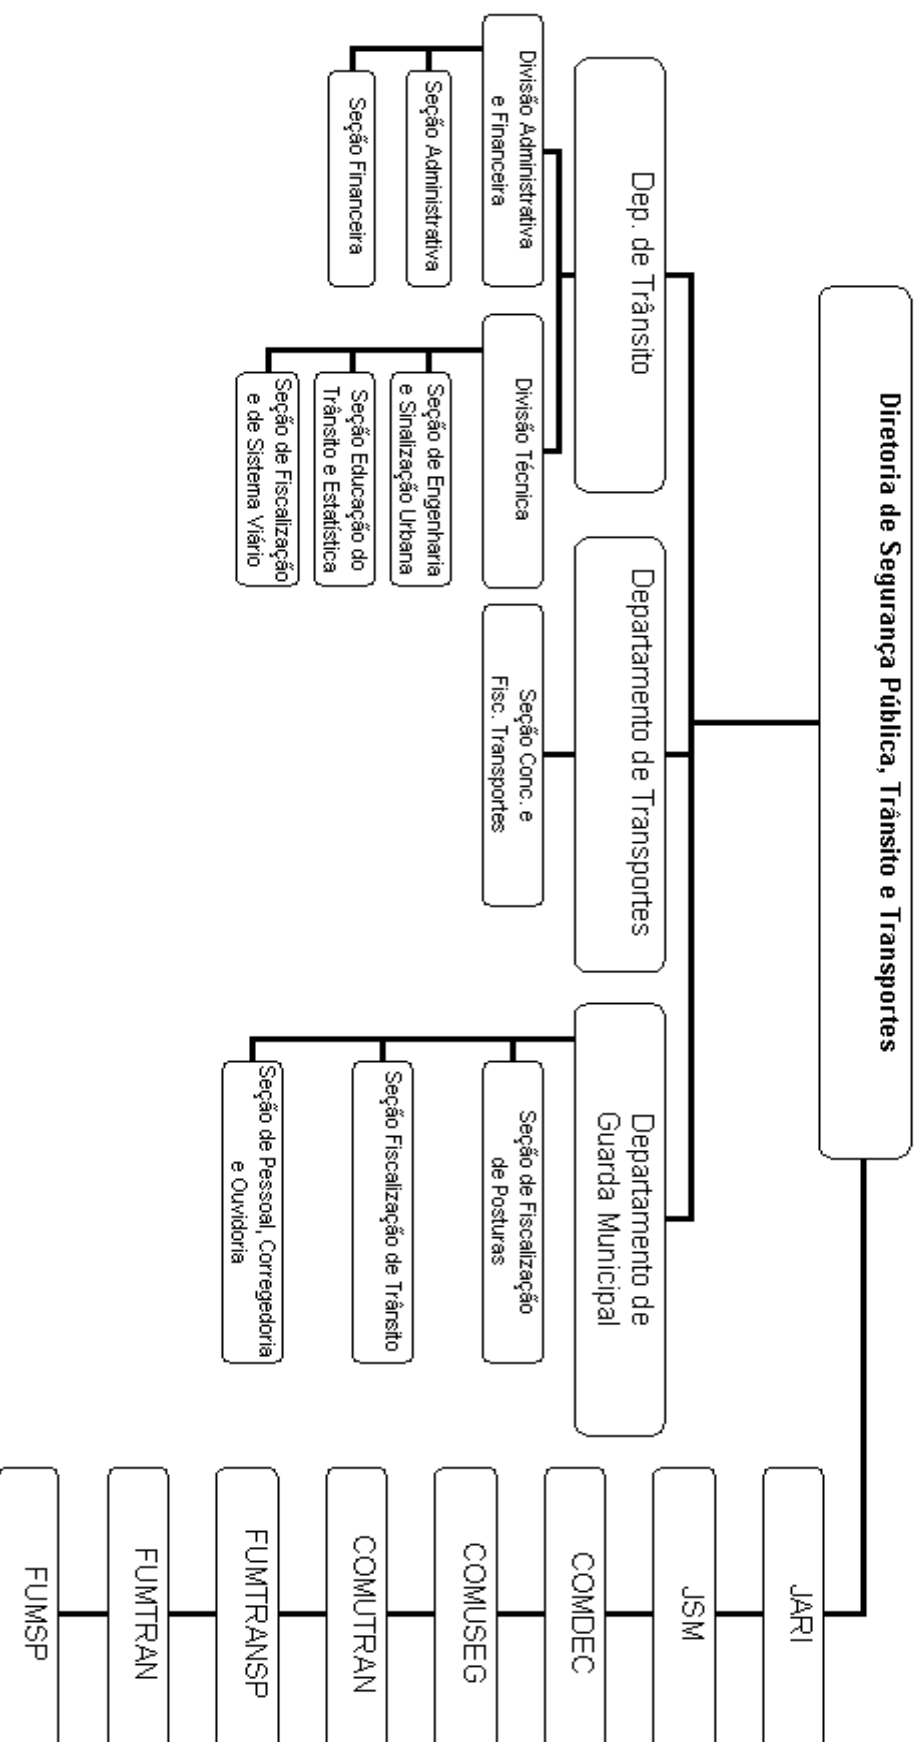 Diretoria de Segurança Pública, Trânsito e Transportes
Dep. de Trânsito
Divisão Administrativa
e Financeira
Seção Administrativa
Seção Financeira
Divisão Técnica
Seção de Engenharia
e Sinalização Urbana
Seção Educação do
Trânsito e Estatística
Seção de Fiscalização
e de Sistema Viário
Departamento de Transportes
Seção Conc. e
Fisc. Transportes
Departamento de
Guarda Municipal
Seção de Fiscalização
de Posturas
Seção Fiscalização de Trânsito
Seção de Pessoal, Corregedoria
e Ouvidoria
JARI
JSM
COMDEC
COMUSEG
COMUTRAN
FUMTRANSP
FUMTRAN
FUMSP